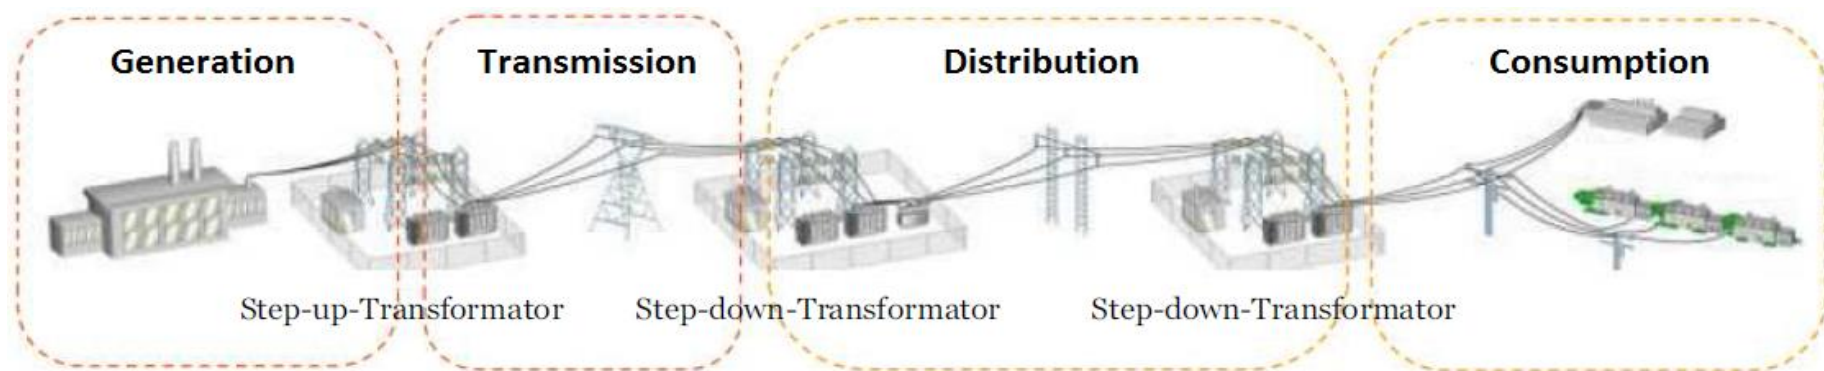 Generation
Transmission
Distribution
Consumption
Step-up-Transformator
Step-down-Transformator
Step-down-Transformator